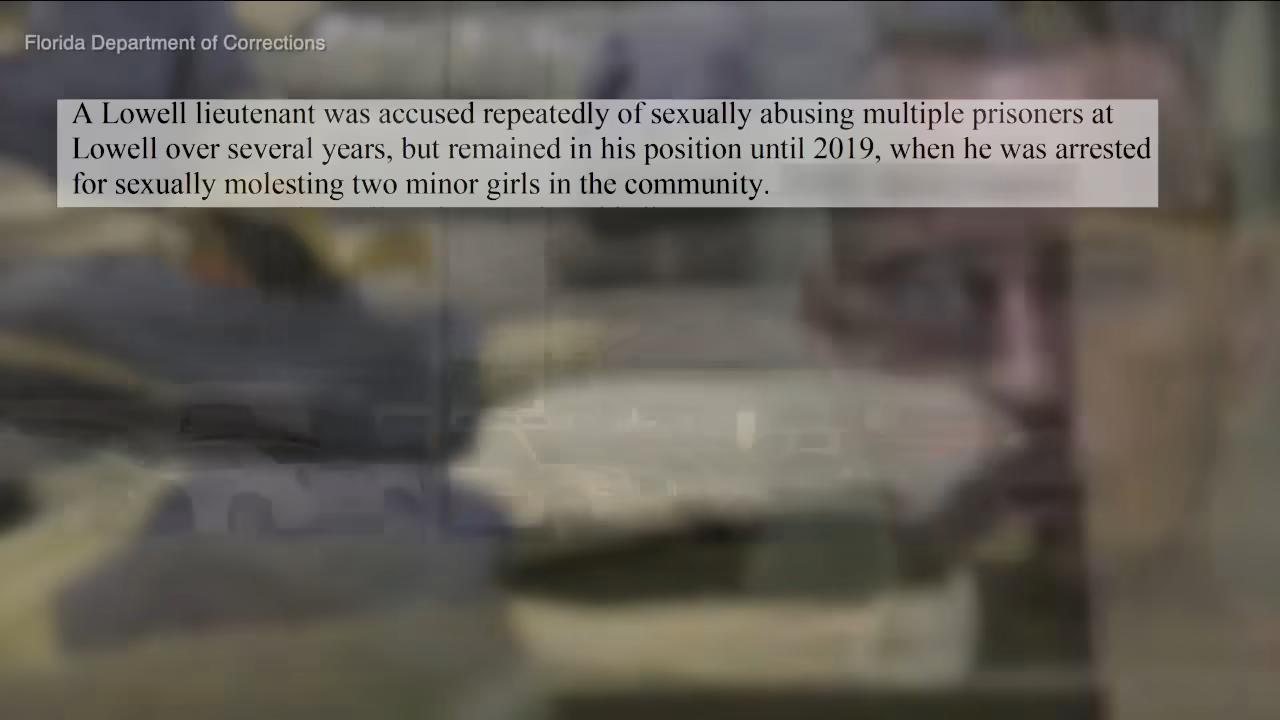 Florida Department of Corrections
A Lowell lieutenant was accused repeatedly of sexually abusing multiple prisoners at
Lowell over several years, but remained in his position until 2019, when he was arrested
for sexually molesting two minor girls in the community.